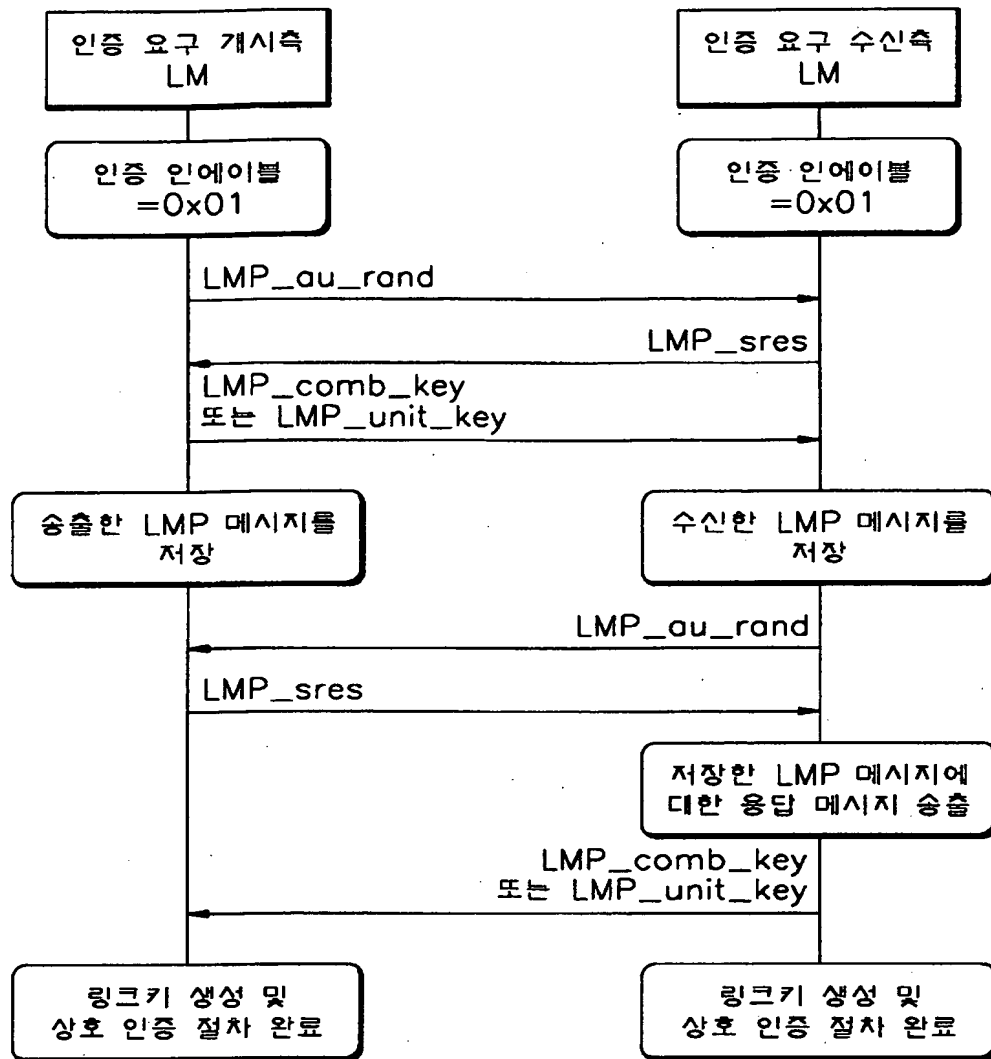 인증 요구 개시측
LM
인증 요구 수신측
LM
인증 인에이블
=0x01
인증 인에이블
=0x01
LMP_au_rand
LMP_sres
LMP_comb_key
또는 LMP_unit_key
송출한 LMP 메시지를
저장
수신한 LMP 메시지를
저장
LMP_au_rand
LMP_sres
저장한 LMP 메시지에
대한 응답 메시지 송출
LMP_comb_key
또는 LMP_unit_key
링크키 생성 및
상호 인증 절차 완료
링크키 생성 및
상호 인증 절차 완료